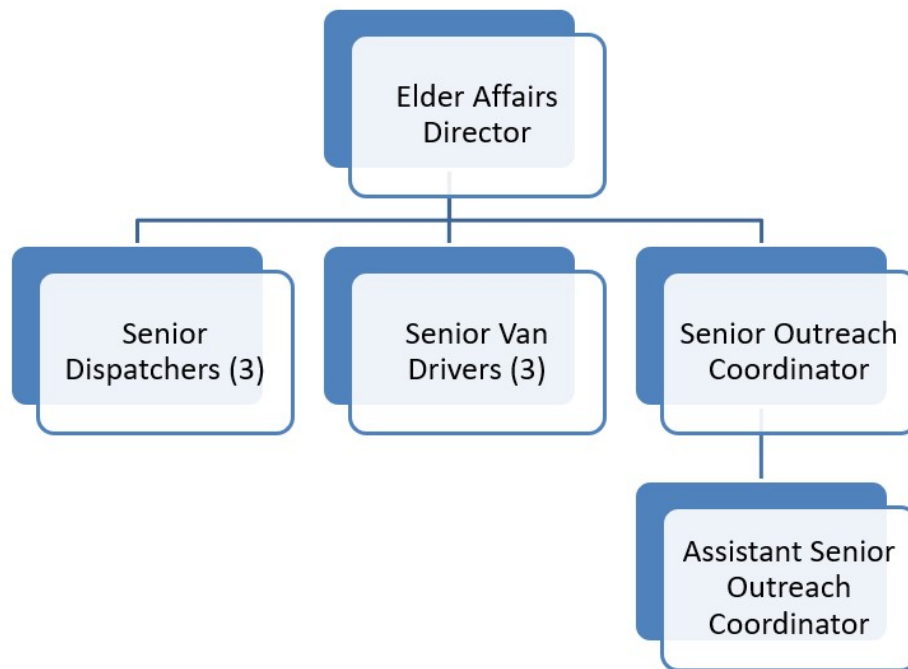 Elder Affairs
Director
Senior
Dispatchers (3)
Senior Van
Drivers (3)
Senior Outreach
Coordinator
Assistant Senior
Outreach
Coordinator